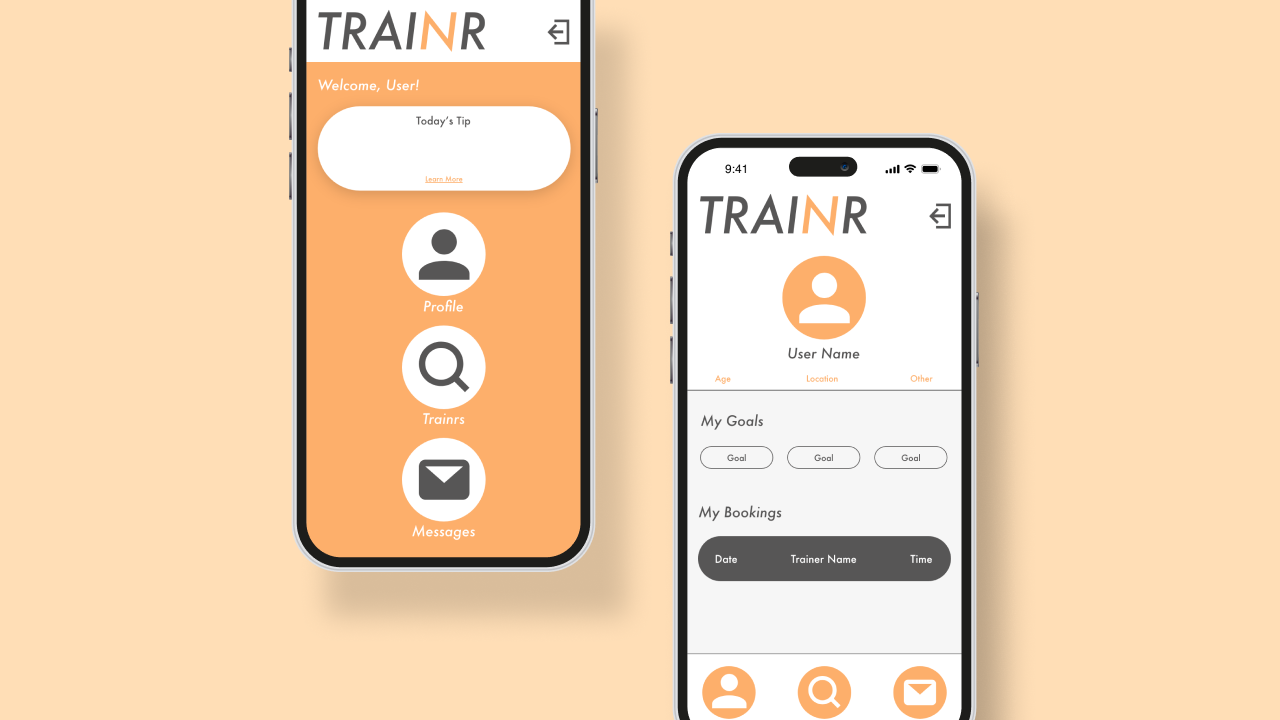 TRAINR
Welcome, User!
Today's Tip
Learn More
Profile
Trainrs
Messages
9:41
TRAINR
User Name
Age Location Other
My Goals
Goal Goal Goal
My Bookings
Date Trainer Name Time